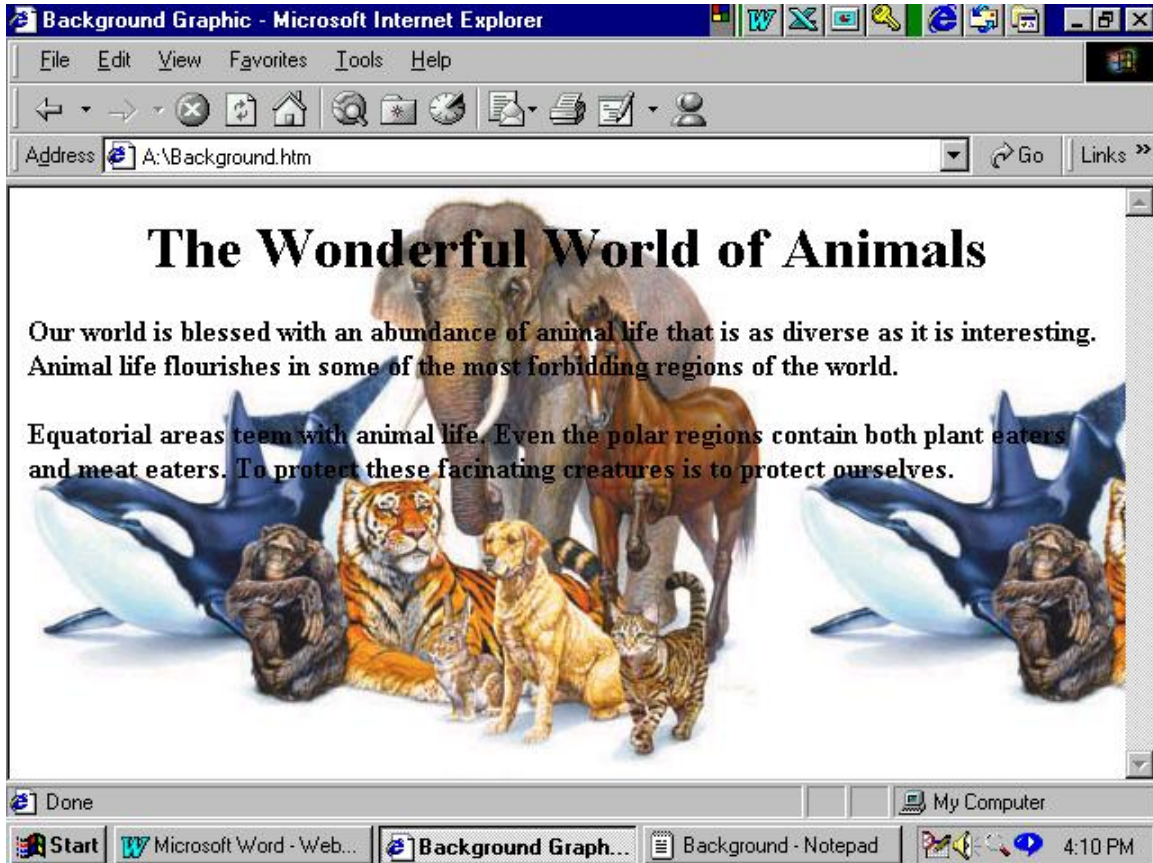 Background Graphic - Microsoft Internet Explorer
File Edit View Favorites Tools Help
Address A:\Background.htm Go Links »
The Wonderful World of Animals
Our world is blessed with an abundance of animal life that is as diverse as it is interesting.
Animal life flourishes in some of the most forbidding regions of the world.
Equatorial areas teem with animal life. Even the polar regions contain both plant eaters
and meat eaters. To protect these facinating creatures is to protect ourselves.
Done My Computer
Start Microsoft Word - Web... Background Graph... Background - Notepad 4:10 PM